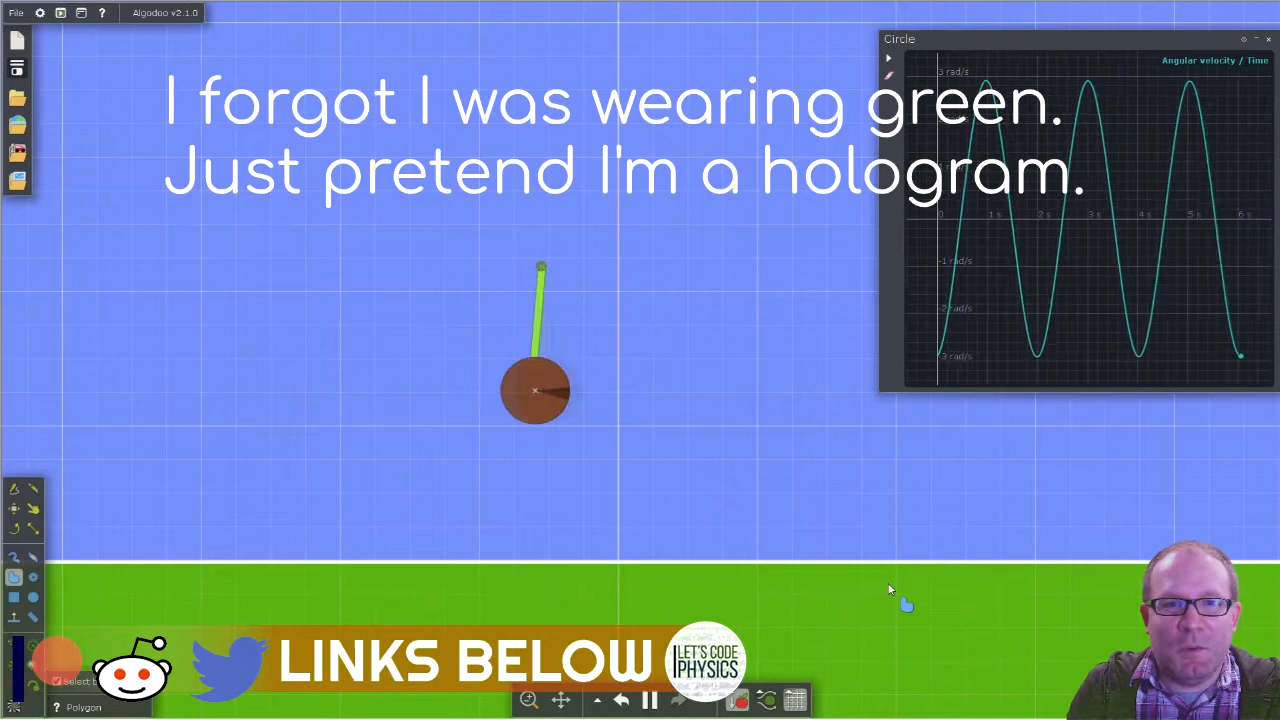 File
?
Algodoo v2.1.0
Circle
Angular velocity / Time
3 rad/s
I forgot I was wearing green.
Just pretend I'm a hologram.
0
1 s
2 s
3 s
4 s
5 s
6 s
-1 rad/s
-2 rad/s
-3 rad/s
LINKS BELOW
LET'S CODE
PHYSICS
Select b
? Polygon